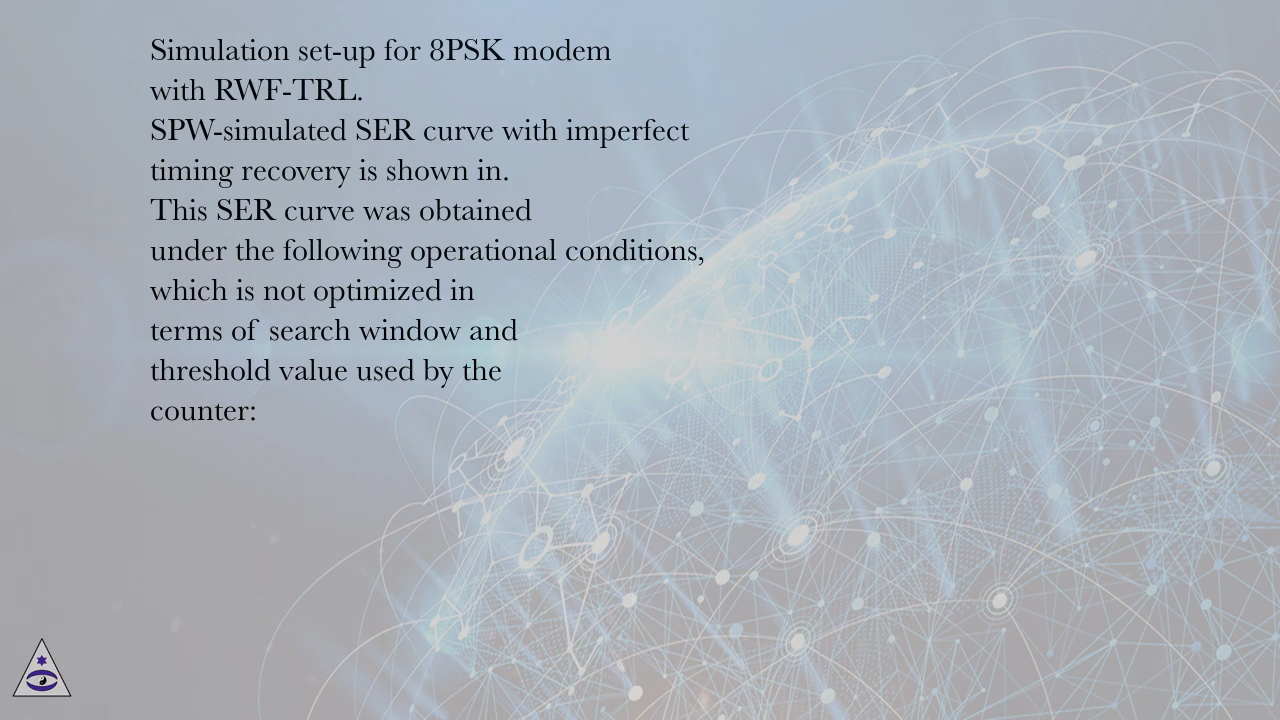 Simulation set-up for 8PSK modem
with RWF-TRL.
SPW-simulated SER curve with imperfect
timing recovery is shown in.
This SER curve was obtained
under the following operational conditions,
which is not optimized in
terms of search window and
threshold value used by the
counter: